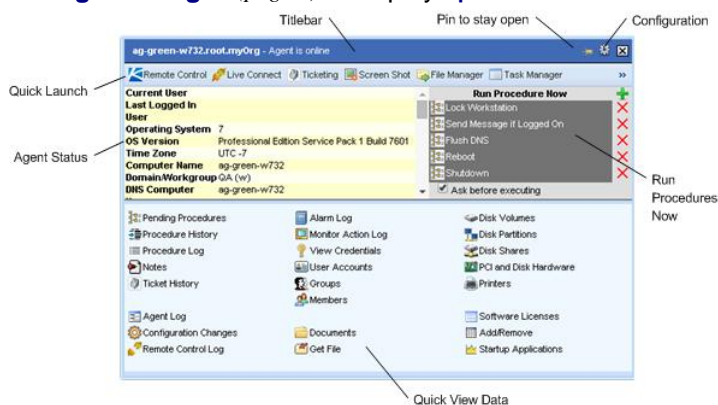 Titlebar Pin to stay open Configuration
ag-green-w732.root.myOrg - Agent is online
Quick Launch
Remote Control Live Connect Ticketing Screen Shot File Manager Task Manager »
Current User
Last Logged In
User
Operating System 7
OS Version Professional Edition Service Pack 1 Build 7601
Time Zone UTC -7
Computer Name ag-green-w732
Domain/Workgroup QA (w)
DNS Computer ag-green-w732
Agent Status
Run Procedure Now
Lock Workstation
Send Message if Logged On
Flush DNS
Reboot
Shutdown
Ask before executing
Run
Procedures
Now
Pending Procedures Alarm Log Disk Volumes
Procedure History Monitor Action Log Disk Partitions
Procedure Log View Credentials Disk Shares
Notes User Accounts PCI and Disk Hardware
Ticket History Groups Printers
Members
Agent Log Software Licenses
Configuration Changes Documents Add/Remove
Remote Control Log Get File Startup Applications
Quick View Data